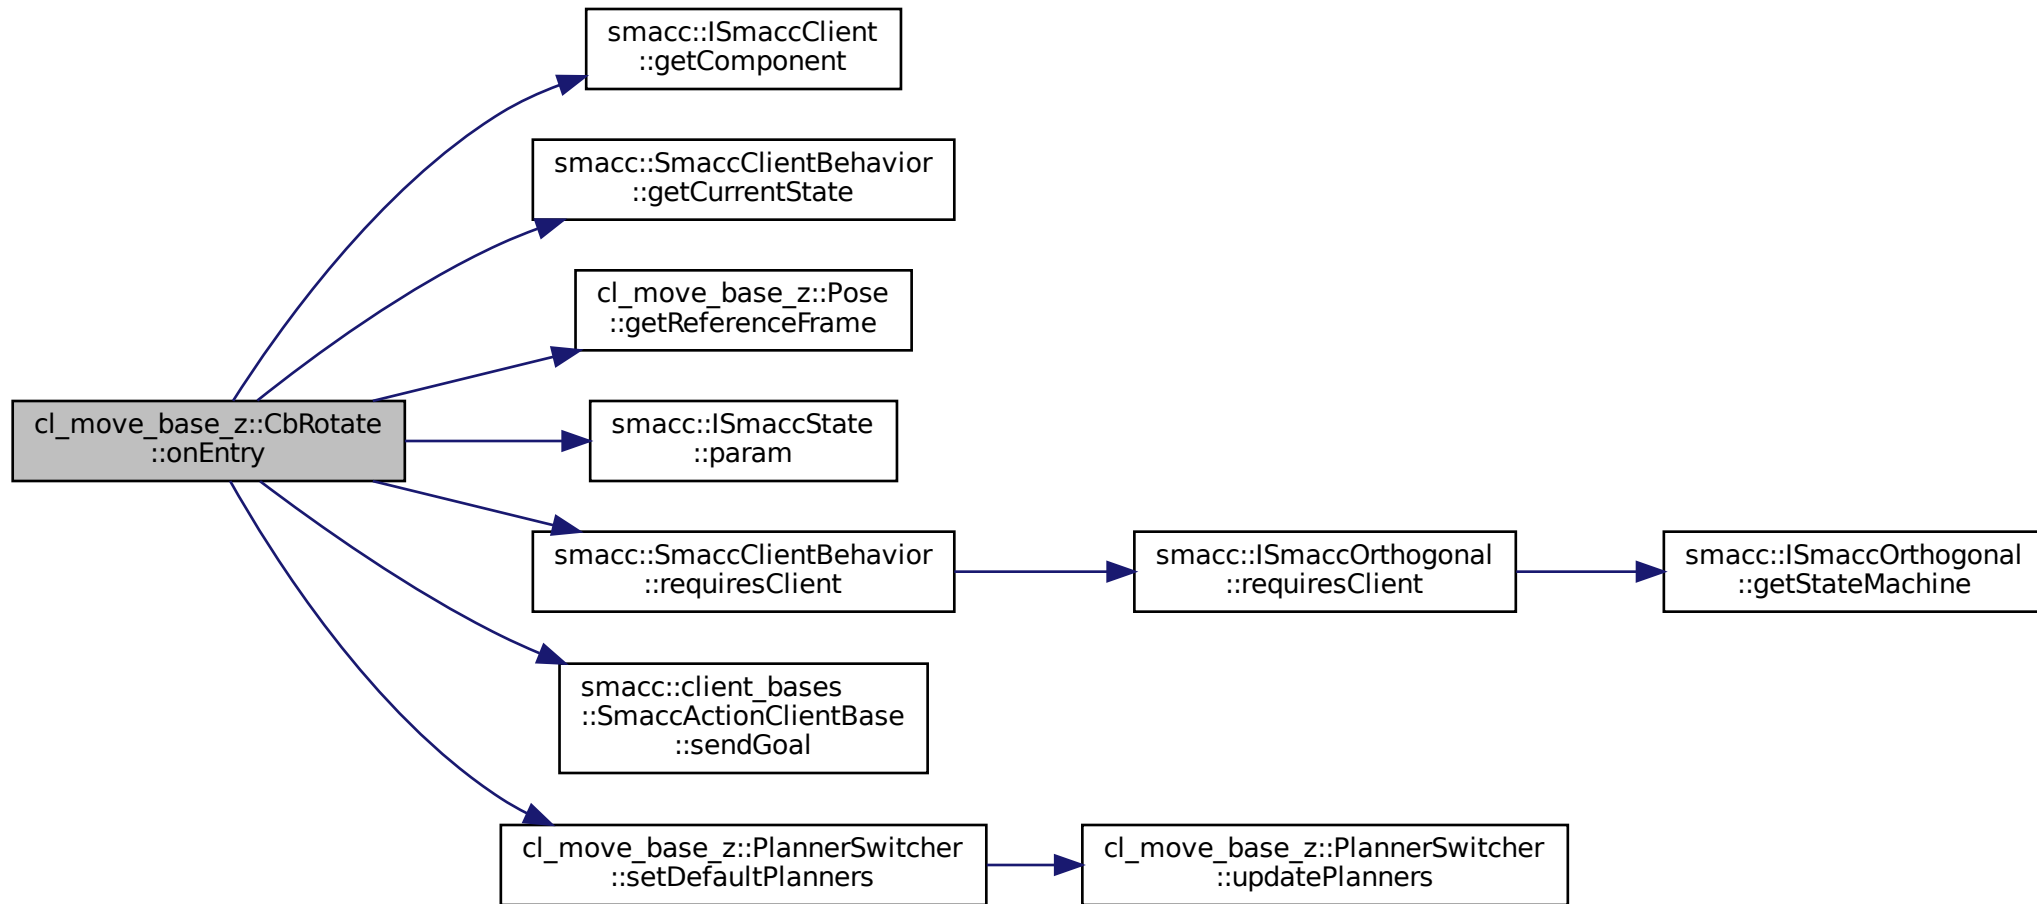 smacc::ISmaccClient
::getComponent
smacc::SmaccClientBehavior
::getCurrentState
cl_move_base_z::Pose
::getReferenceFrame
cl_move_base_z::CbRotate
::onEntry
smacc::ISmaccState
::param
smacc::SmaccClientBehavior
::requiresClient
smacc::ISmaccOrthogonal
::requiresClient
smacc::ISmaccOrthogonal
::getStateMachine
smacc::client_bases
::SmaccActionClientBase
::sendGoal
cl_move_base_z::PlannerSwitcher
::setDefaultPlanners
cl_move_base_z::PlannerSwitcher
::updatePlanners